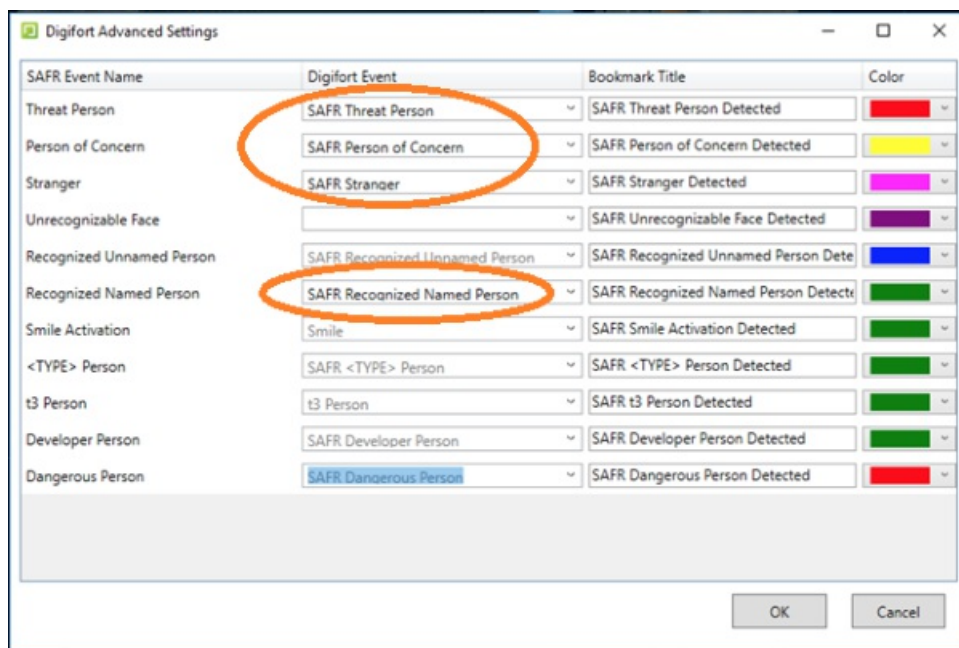 Digifort Advanced Settings
SAFR Event Name Digifort Event Bookmark Title Color
Threat Person SAFR Threat Person SAFR Threat Person Detected
Person of Concern SAFR Person of Concern SAFR Person of Concern Detected
Stranger SAFR Stranger SAFR Stranger Detected
Unrecognizable Face SAFR Unrecognizable Face Detected
Recognized Unnamed Person SAFR Recognized Unnamed Person SAFR Recognized Unnamed Person Dete
Recognized Named Person SAFR Recognized Named Person SAFR Recognized Named Person Detecte
Smile Activation Smile SAFR Smile Activation Detected
<TYPE> Person SAFR <TYPE> Person SAFR <TYPE> Person Detected
t3 Person t3 Person SAFR t3 Person Detected
Developer Person SAFR Developer Person SAFR Developer Person Detected
Dangerous Person SAFR Dangerous Person SAFR Dangerous Person Detected
OK Cancel